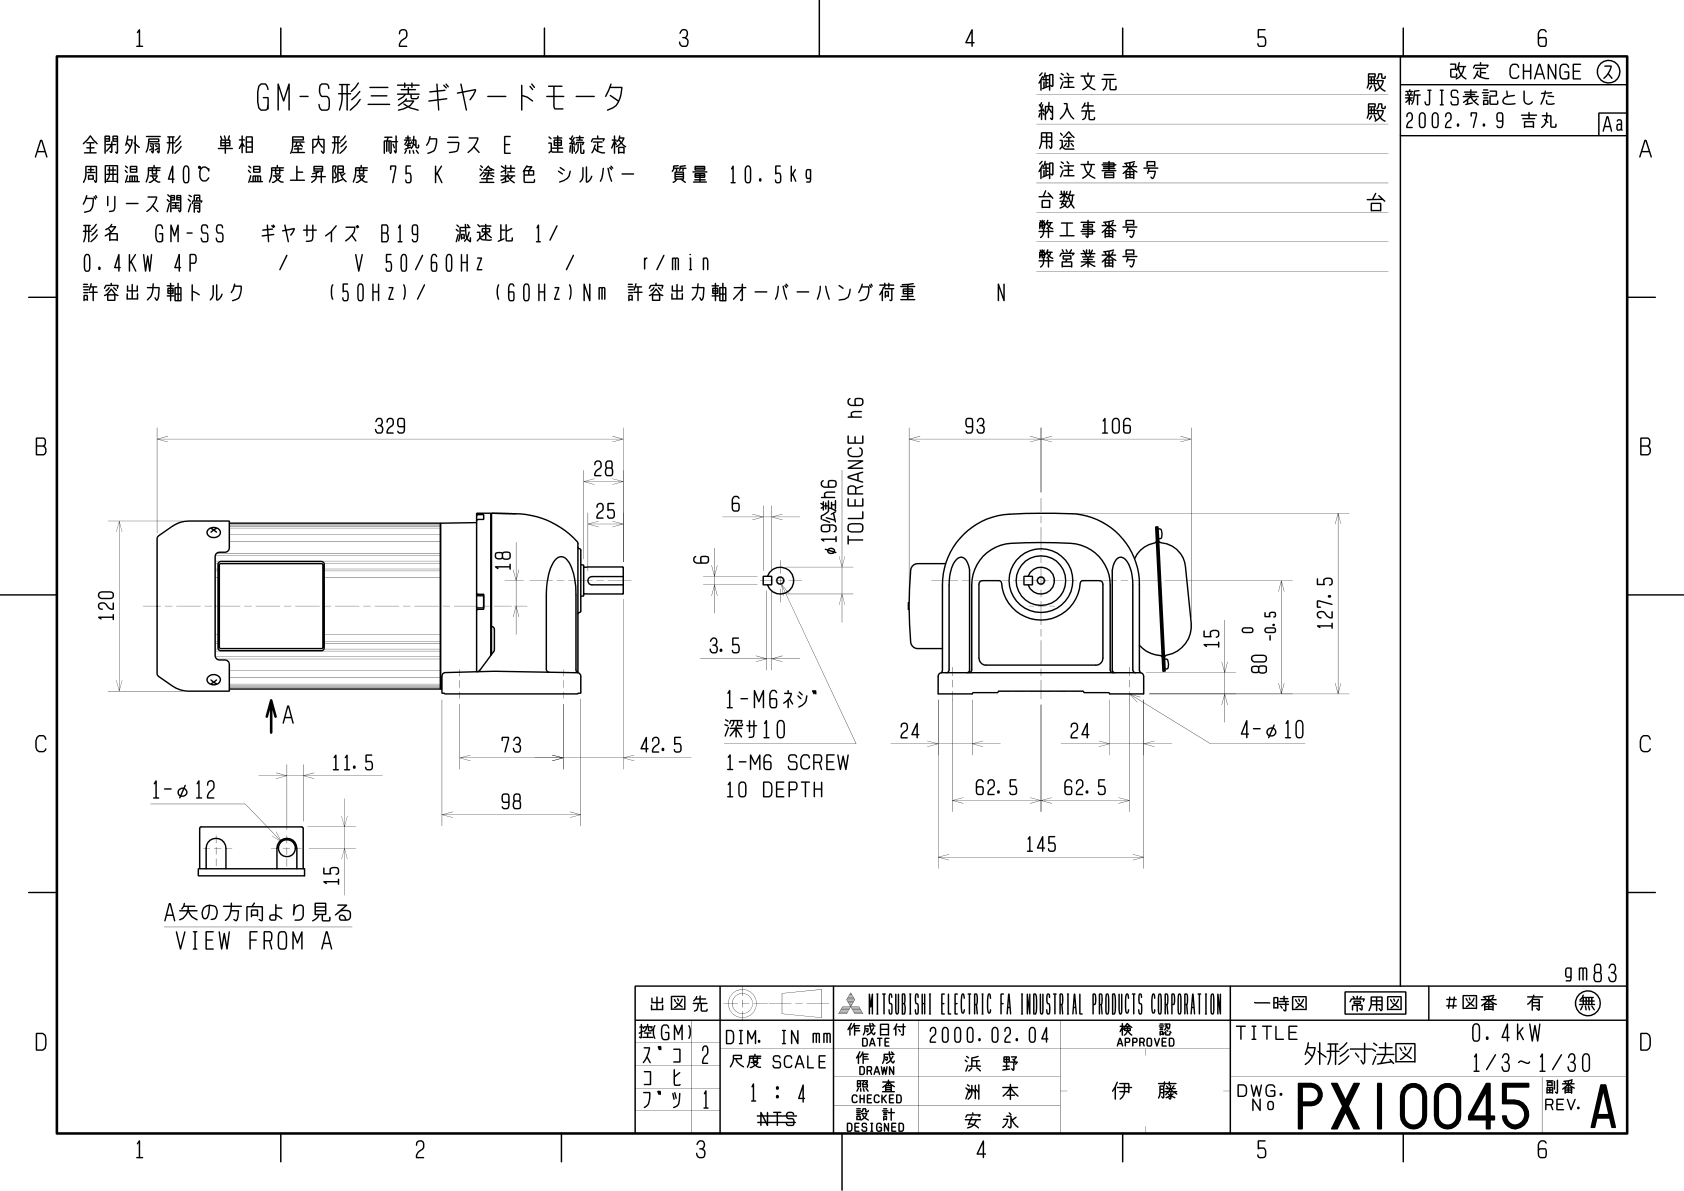 1 2 3 4 5 6
A B C D
A B C D
GM-S形三菱ギヤードモータ
全閉外扇形 単相 屋内形 耐熱クラス E 連続定格
周囲温度40℃ 温度上昇限度 75 K 塗装色 シルバー 質量 10.5kg
グリース潤滑
形名 GM-SS ギヤサイズ B19 減速比 1/
0.4KW 4P / V 50/60Hz / r/min
許容出力軸トルク (50Hz)/ (60Hz)Nm 許容出力軸オーバーハング荷重 N
御注文元 殿
納入先 殿
用途
御注文書番号
台数 台
弊工事番号
弊営業番号
改定 CHANGE ㋜
新JIS表記とした
2002.7.9 吉丸 Aa
329
28
25
18
120
A
73
42.5
98
6
6
3.5
φ19公差h6
TOLERANCE h6
1-M6ネジ
深サ10
1-M6 SCREW
10 DEPTH
93 106
127.5
15
80 0 -0.5
24 24
4-φ10
62.5 62.5
145
11.5
1-φ12
15
A矢の方向より見る
VIEW FROM A
gm83
出図先
控(GM)
ズコ 2
コヒ
ブツ 1
DIM. IN mm
尺度 SCALE
1 : 4
NTS
MITSUBISHI ELECTRIC FA INDUSTRIAL PRODUCTS CORPORATION
作成日付 DATE 2000.02.04
作成 DRAWN 浜野
照査 CHECKED 洲本
設計 DESIGNED 安永
検認 APPROVED
伊藤
一時図 常用図 #図番 有 無
TITLE 0.4kW
外形寸法図 1/3~1/30
DWG. No PX10045 副番 REV. A
1 2 3 4 5 6